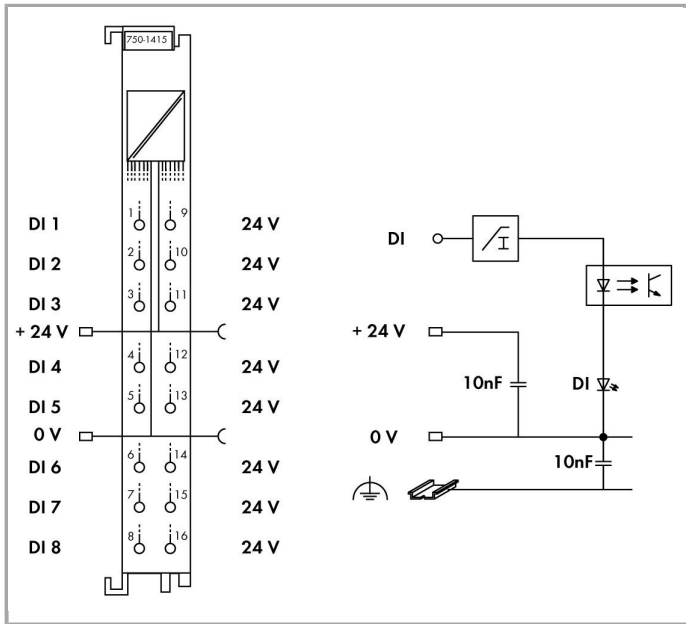 750-1415
DI 1 1 9 24 V
DI 2 2 10 24 V
DI 3 3 11 24 V
+ 24 V
DI 4 4 12 24 V
DI 5 5 13 24 V
0 V
DI 6 6 14 24 V
DI 7 7 15 24 V
DI 8 8 16 24 V
DI I
+ 24 V
10nF DI
0 V
10nF